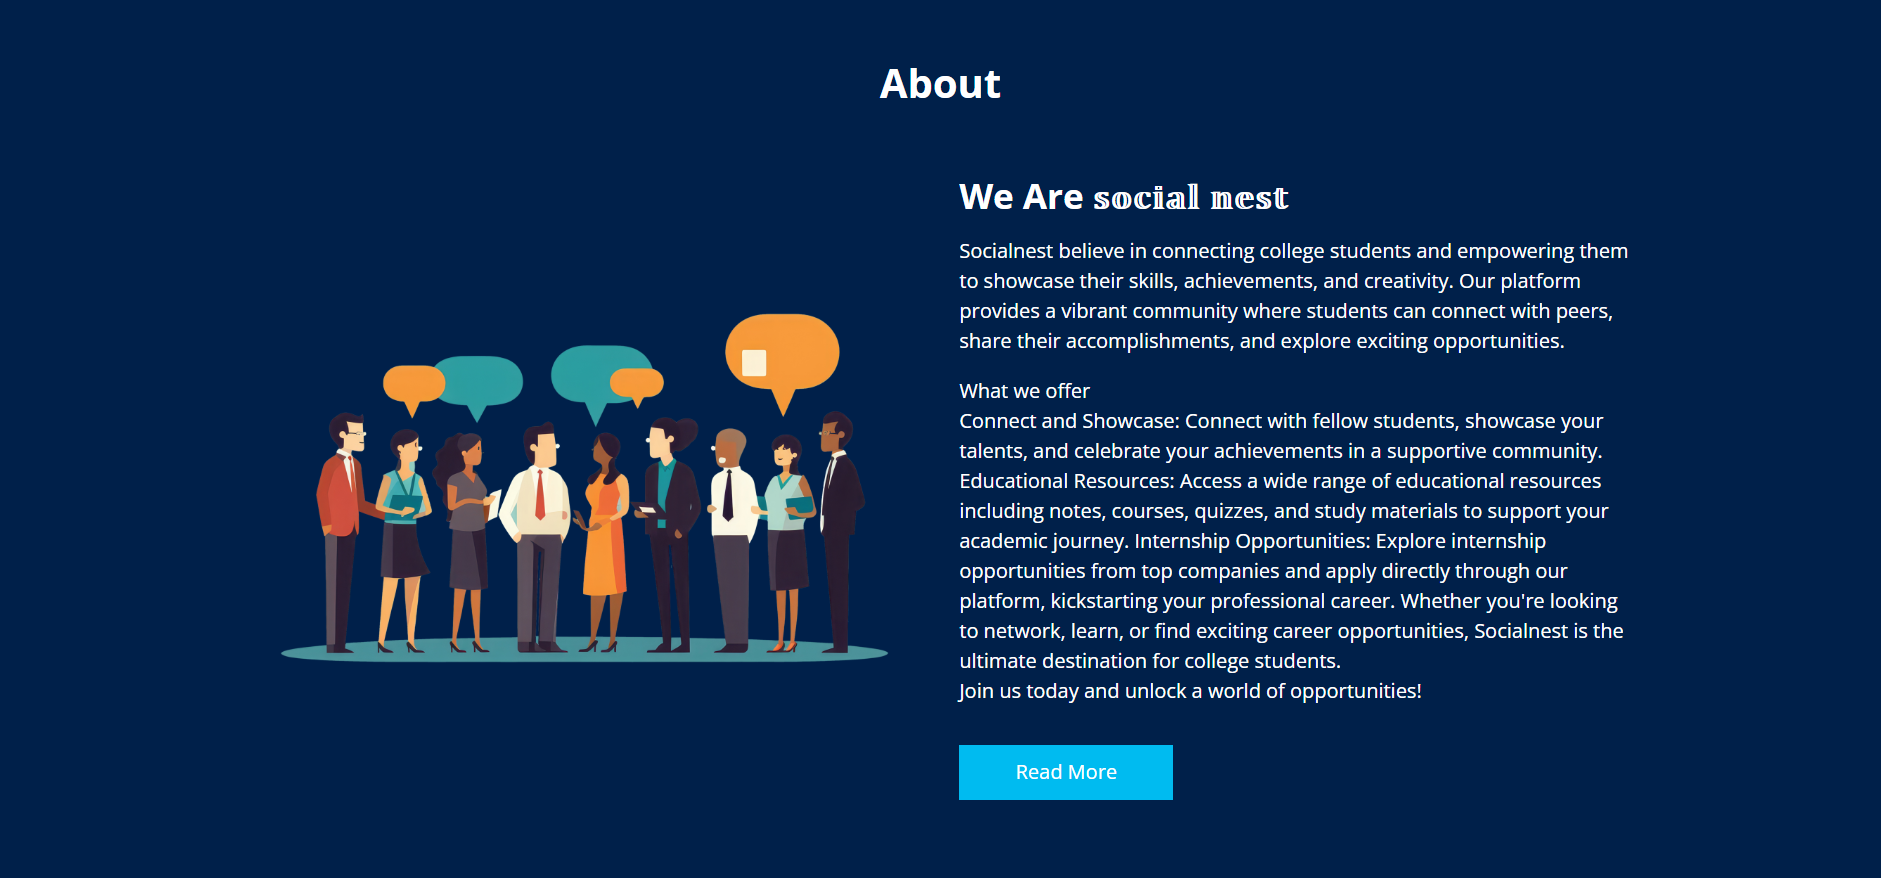 About
We Are 𝕤𝕠𝕔𝕚𝕒𝕝 𝕟𝕖𝕤𝕥
Socialnest believe in connecting college students and empowering them
to showcase their skills, achievements, and creativity. Our platform
provides a vibrant community where students can connect with peers,
share their accomplishments, and explore exciting opportunities.
What we offer
Connect and Showcase: Connect with fellow students, showcase your
talents, and celebrate your achievements in a supportive community.
Educational Resources: Access a wide range of educational resources
including notes, courses, quizzes, and study materials to support your
academic journey. Internship Opportunities: Explore internship
opportunities from top companies and apply directly through our
platform, kickstarting your professional career. Whether you're looking
to network, learn, or find exciting career opportunities, Socialnest is the
ultimate destination for college students.
Join us today and unlock a world of opportunities!
Read More